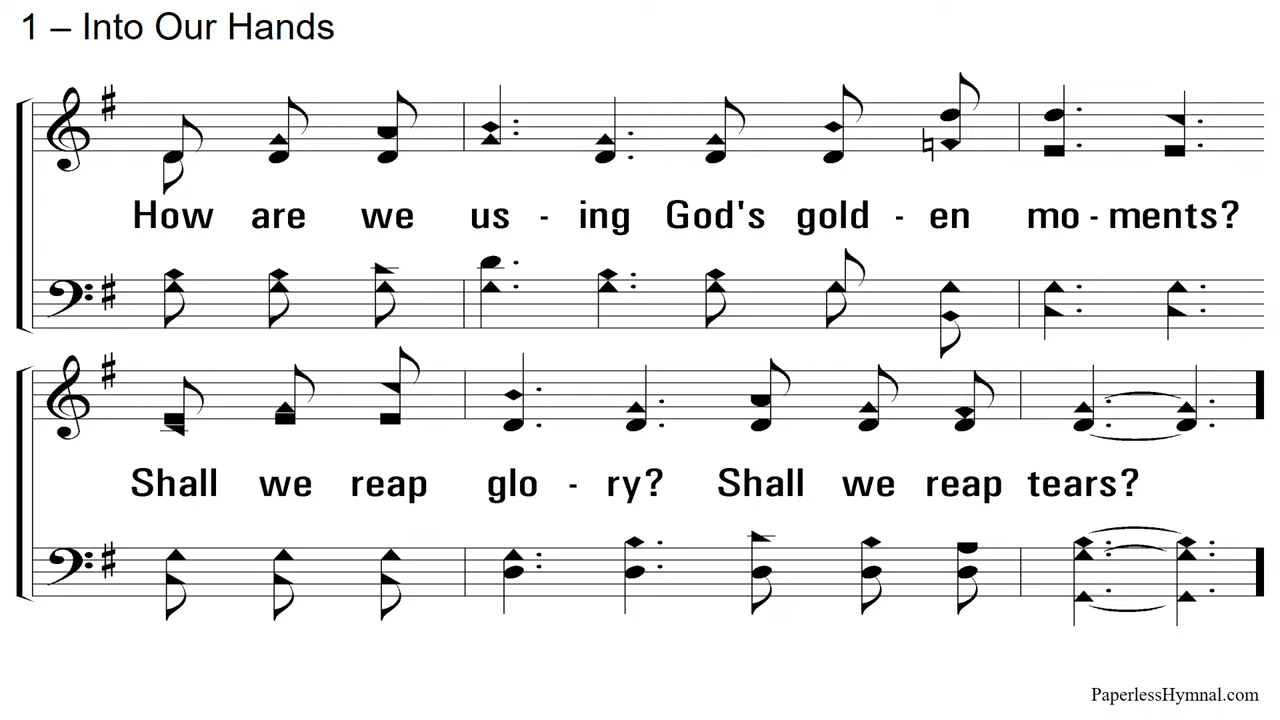 1 – Into Our Hands
How are we us - ing God's gold - en mo - ments?
Shall we reap glo - ry? Shall we reap tears?
PaperlessHymnal.com